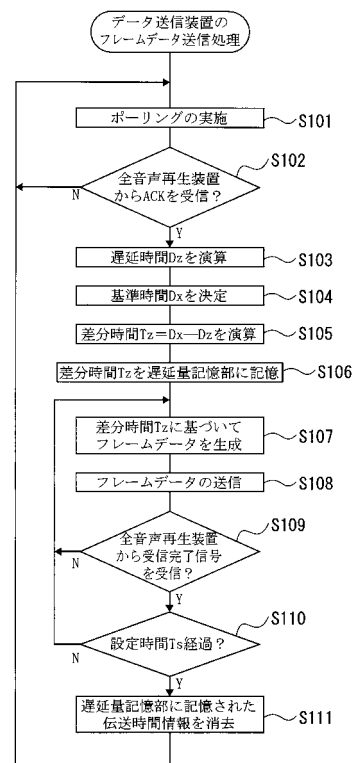 データ送信装置の
フレームデータ送信処理
ポーリングの実施
S101
全音声再生装置
からACKを受信？
S102
N
Y
遅延時間Dzを演算
S103
基準時間Dxを決定
S104
差分時間Tz＝Dx―Dzを演算
S105
差分時間Tzを遅延量記憶部に記憶
S106
差分時間Tzに基づいて
フレームデータを生成
S107
フレームデータの送信
S108
全音声再生装置
から受信完了信号
を受信？
S109
N
Y
設定時間Ts経過？
S110
N
Y
遅延量記憶部に記憶された
伝送時間情報を消去
S111